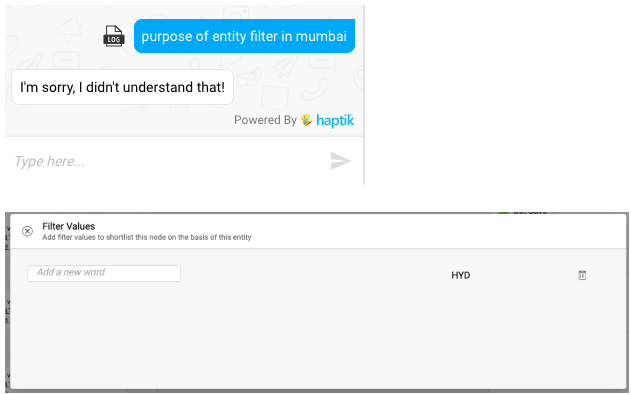 LOG
purpose of entity filter in mumbai
I'm sorry, I didn't understand that!
Powered By haptik
Type here...
Filter Values
Add filter values to shortlist this node on the basis of this entity
Add a new word
HYD